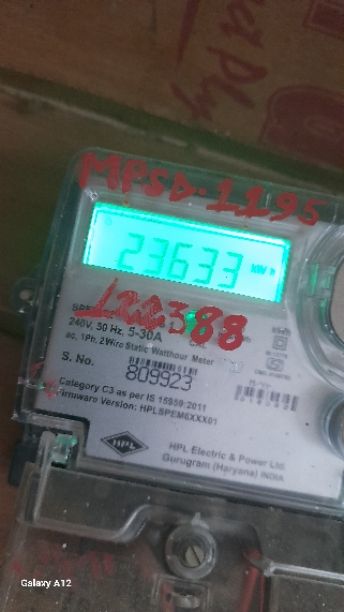 MPSD-1195
23633 kWh
122388
240V, 50 Hz, 5-30A
ac, 1Ph, 2Wire Static Watthour Meter
S. No.
809923
Category C3 as per IS 15959:2011
Firmware Version: HPLSPEM6XXX01
HPL
HPL Electric & Power Ltd.
Gurugram (Haryana) INDIA
Galaxy A12